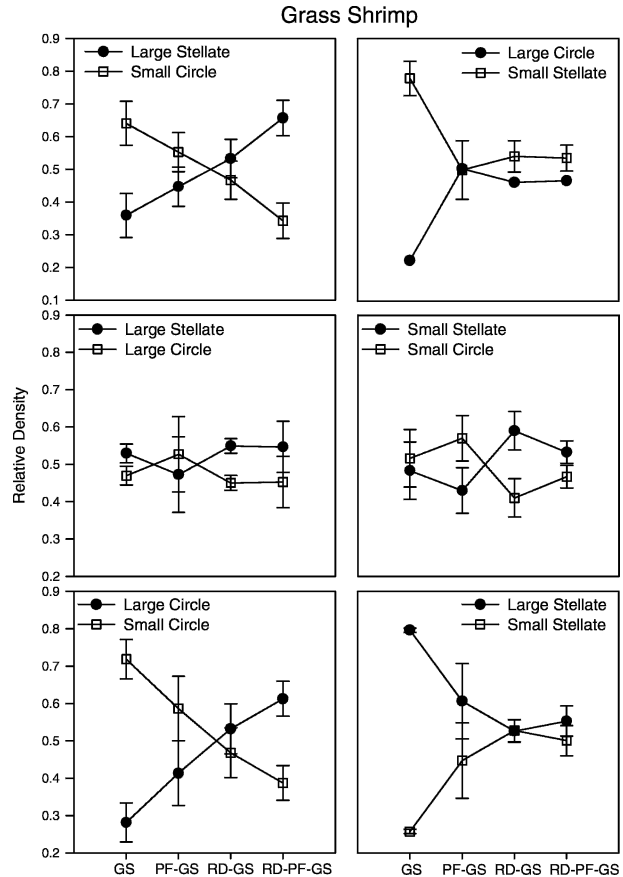 Grass Shrimp
Large Stellate
Small Circle
0.9
0.8
0.7
0.6
0.5
0.4
0.3
0.2
0.1
Large Circle
Small Stellate
Relative Density
Large Stellate
Large Circle
0.9
0.8
0.7
0.6
0.5
0.4
0.3
0.2
Small Stellate
Small Circle
Large Circle
Small Circle
0.9
0.8
0.7
0.6
0.5
0.4
0.3
0.2
Large Stellate
Small Stellate
GS PF-GS RD-GS RD-PF-GS
GS PF-GS RD-GS RD-PF-GS